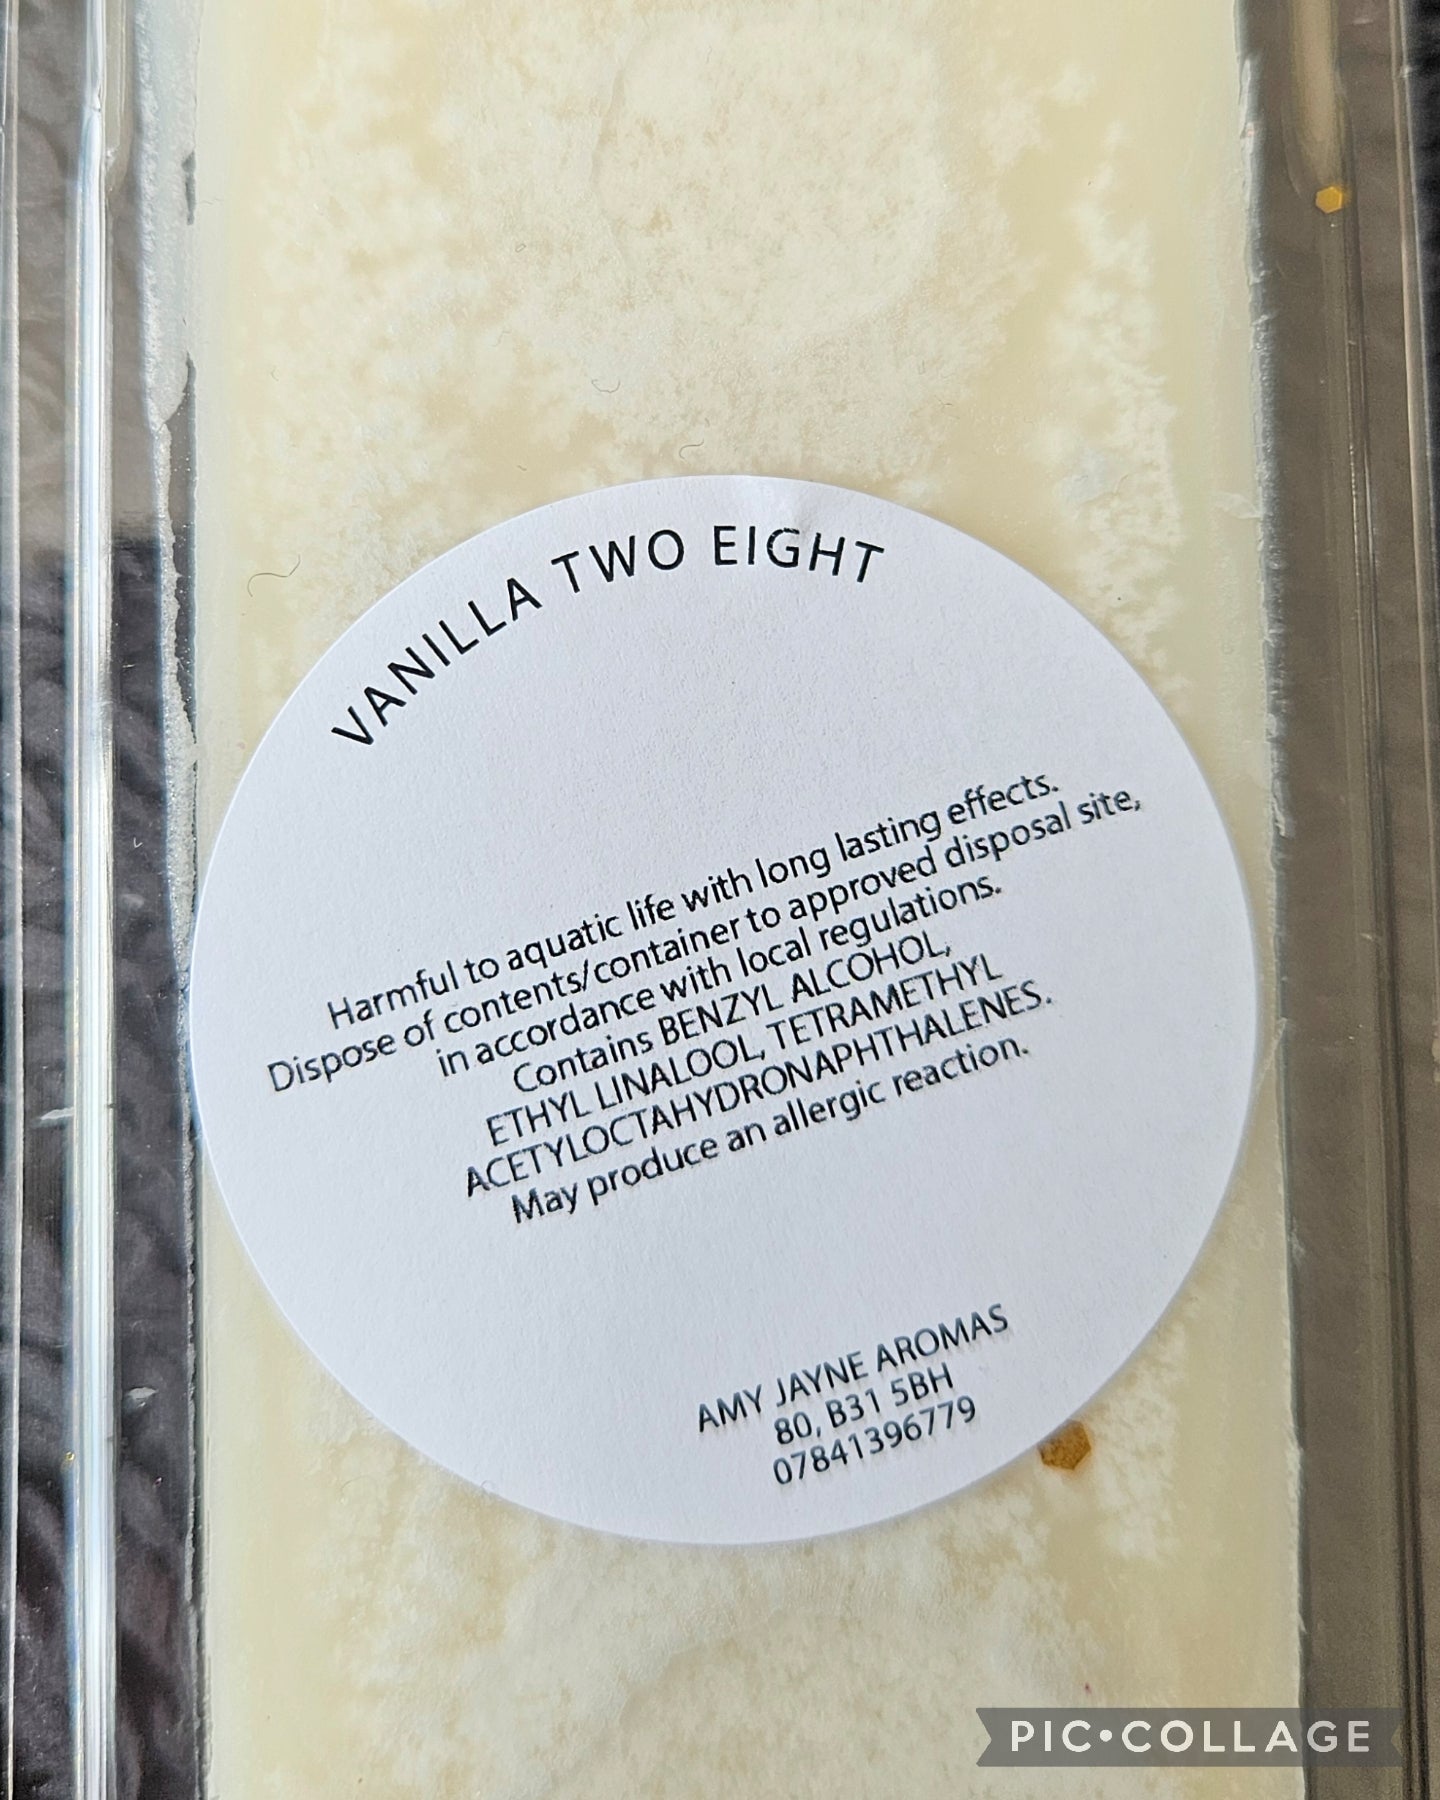 VANILLA TWO EIGHT
Harmful to aquatic life with long lasting effects.
Dispose of contents/container to approved disposal site,
in accordance with local regulations.
Contains BENZYL ALCOHOL,
ETHYL LINALOOL, TETRAMETHYL
ACETYLOCTAHYDRONAPHTHALENES.
May produce an allergic reaction.
AMY JAYNE AROMAS
80, B31 5BH
07841396779
PIC•COLLAGE